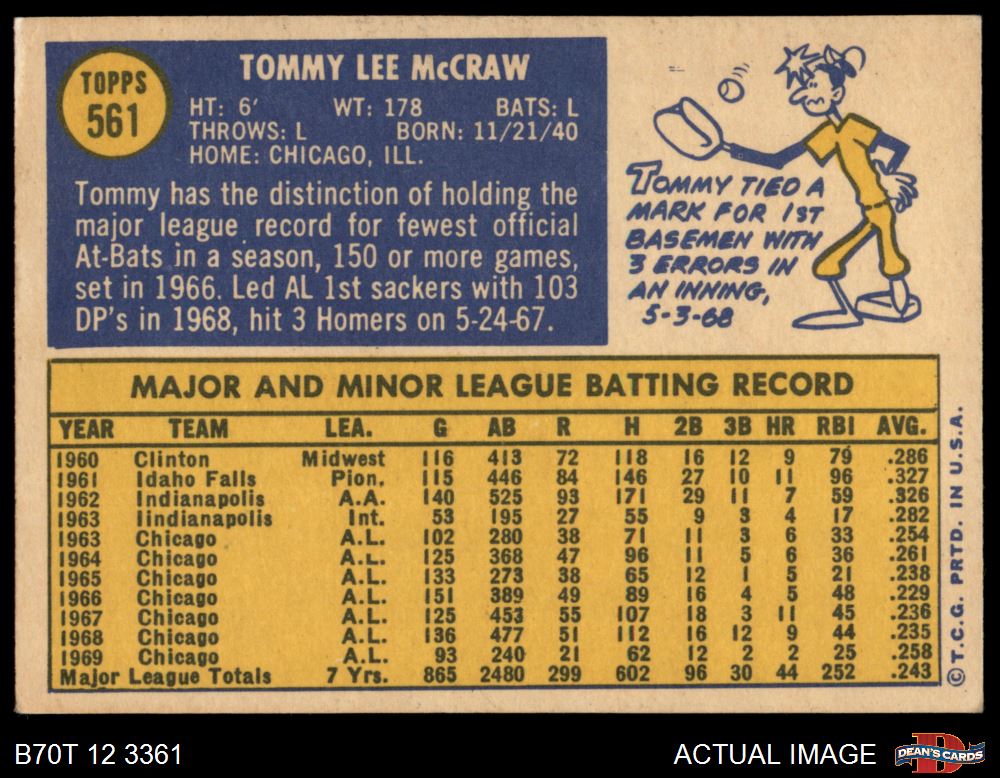 TOPPS
561
TOMMY LEE McCRAW
HT: 6' WT: 178 BATS: L
THROWS: L BORN: 11/21/40
HOME: CHICAGO, ILL.
Tommy has the distinction of holding the
major league record for fewest official
At-Bats in a season, 150 or more games,
set in 1966. Led AL 1st sackers with 103
DP's in 1968, hit 3 Homers on 5-24-67.
TOMMY TIED A
MARK FOR 1ST
BASEMEN WITH
3 ERRORS IN
AN INNING,
5-3-68
MAJOR AND MINOR LEAGUE BATTING RECORD
YEAR TEAM LEA. G AB R H 2B 3B HR RBI AVG.
1960 Clinton Midwest 116 413 72 118 16 12 9 79 .286
1961 Idaho Falls Pion. 115 446 84 146 27 10 11 96 .327
1962 Indianapolis A.A. 140 525 93 171 29 11 7 59 .326
1963 Iindianapolis Int. 53 195 27 55 9 3 4 17 .282
1963 Chicago A.L. 102 280 38 71 11 3 6 33 .254
1964 Chicago A.L. 125 368 47 96 11 5 6 36 .261
1965 Chicago A.L. 133 273 38 65 12 1 5 21 .238
1966 Chicago A.L. 151 389 49 89 16 4 5 48 .229
1967 Chicago A.L. 125 453 55 107 18 3 11 45 .236
1968 Chicago A.L. 136 477 51 112 16 12 9 44 .235
1969 Chicago A.L. 93 240 21 62 12 2 2 25 .258
Major League Totals 7 Yrs. 865 2480 299 602 96 30 44 252 .243
©T.C.G. PRTD. IN U.S.A.
B70T 12 3361
ACTUAL IMAGE
DEAN'S CARDS